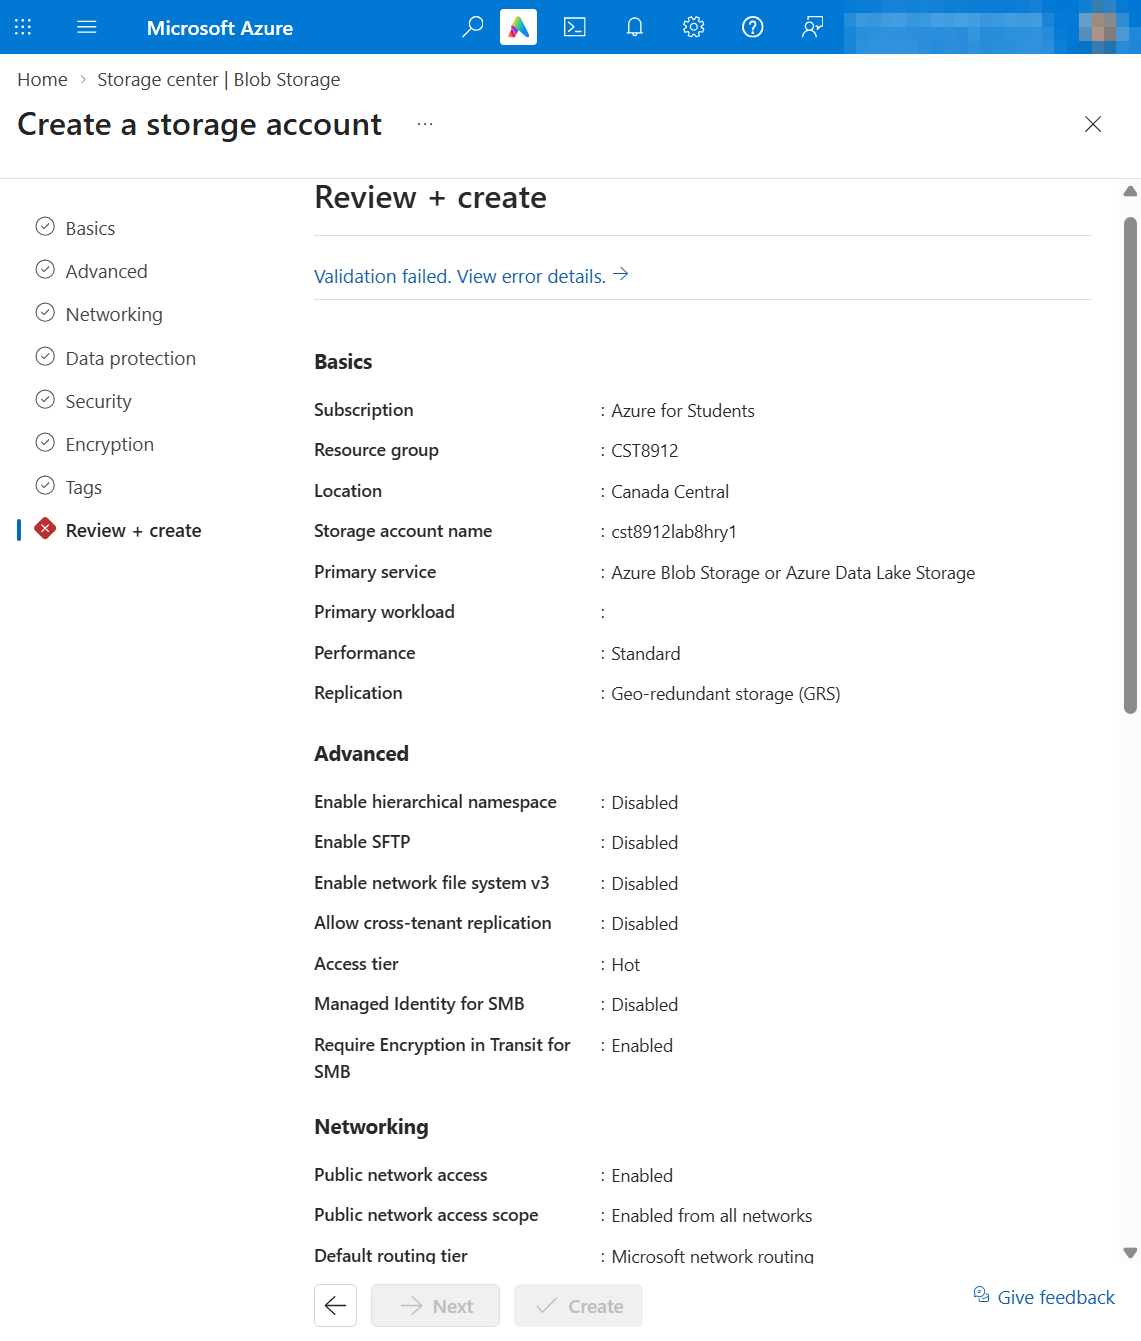 Microsoft Azure
Home > Storage center | Blob Storage
Create a storage account ...
Basics
Advanced
Networking
Data protection
Security
Encryption
Tags
Review + create
Review + create
Validation failed. View error details. →
Basics
Subscription : Azure for Students
Resource group : CST8912
Location : Canada Central
Storage account name : cst8912lab8hry1
Primary service : Azure Blob Storage or Azure Data Lake Storage
Primary workload :
Performance : Standard
Replication : Geo-redundant storage (GRS)
Advanced
Enable hierarchical namespace : Disabled
Enable SFTP : Disabled
Enable network file system v3 : Disabled
Allow cross-tenant replication : Disabled
Access tier : Hot
Managed Identity for SMB : Disabled
Require Encryption in Transit for : Enabled
SMB
Networking
Public network access : Enabled
Public network access scope : Enabled from all networks
Default routing tier : Microsoft network routing
Next
Create
Give feedback